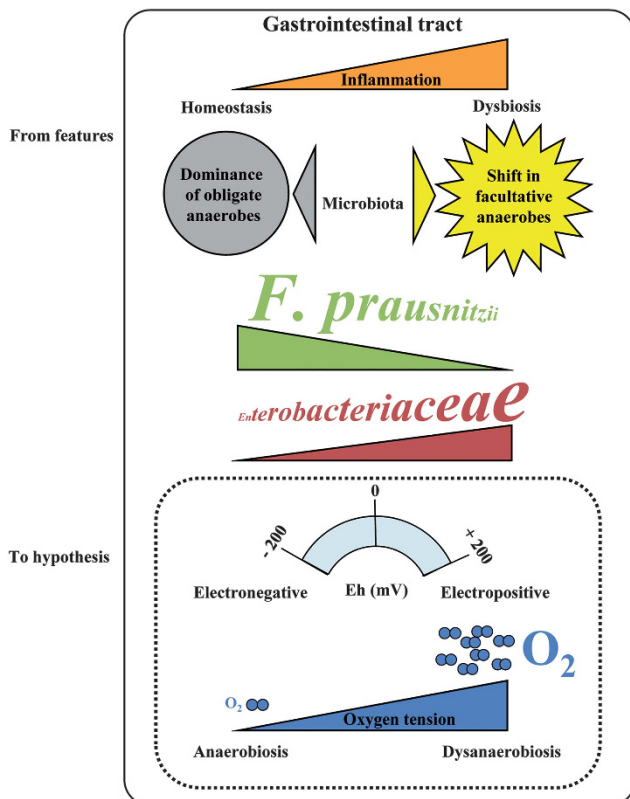 Gastrointestinal tract
Inflammation
Homeostasis
Dysbiosis
From features
Dominance
of obligate
anaerobes
Microbiota
Shift in
facultative
anaerobes
F. prausnitzii
Enterobacteriaceae
0
- 200
+ 200
To hypothesis
Electronegative
Eh (mV)
Electropositive
O2
O2
Oxygen tension
Anaerobiosis
Dysanaerobiosis